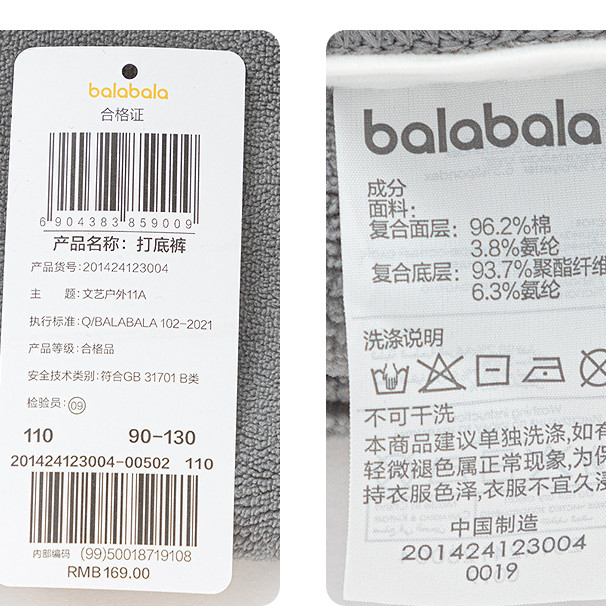 balabala
合格证
6 904383 859009
产品名称：打底裤
产品货号：201424123004
主 题：文艺户外11A
执行标准：Q/BALABALA 102-2021
产品等级：合格品
安全技术类别：符合GB 31701 B类
检验员：09
110 90-130
201424123004-00502 110
内部编码 (99)50018719108
RMB169.00
balabala
成分
面料：
复合面层：96.2%棉
3.8%氨纶
复合底层：93.7%聚酯纤维
6.3%氨纶
洗涤说明
不可干洗
本商品建议单独洗涤，如有
轻微褪色属正常现象，为保
持衣服色泽，衣服不宜久浸
中国制造
201424123004
0019